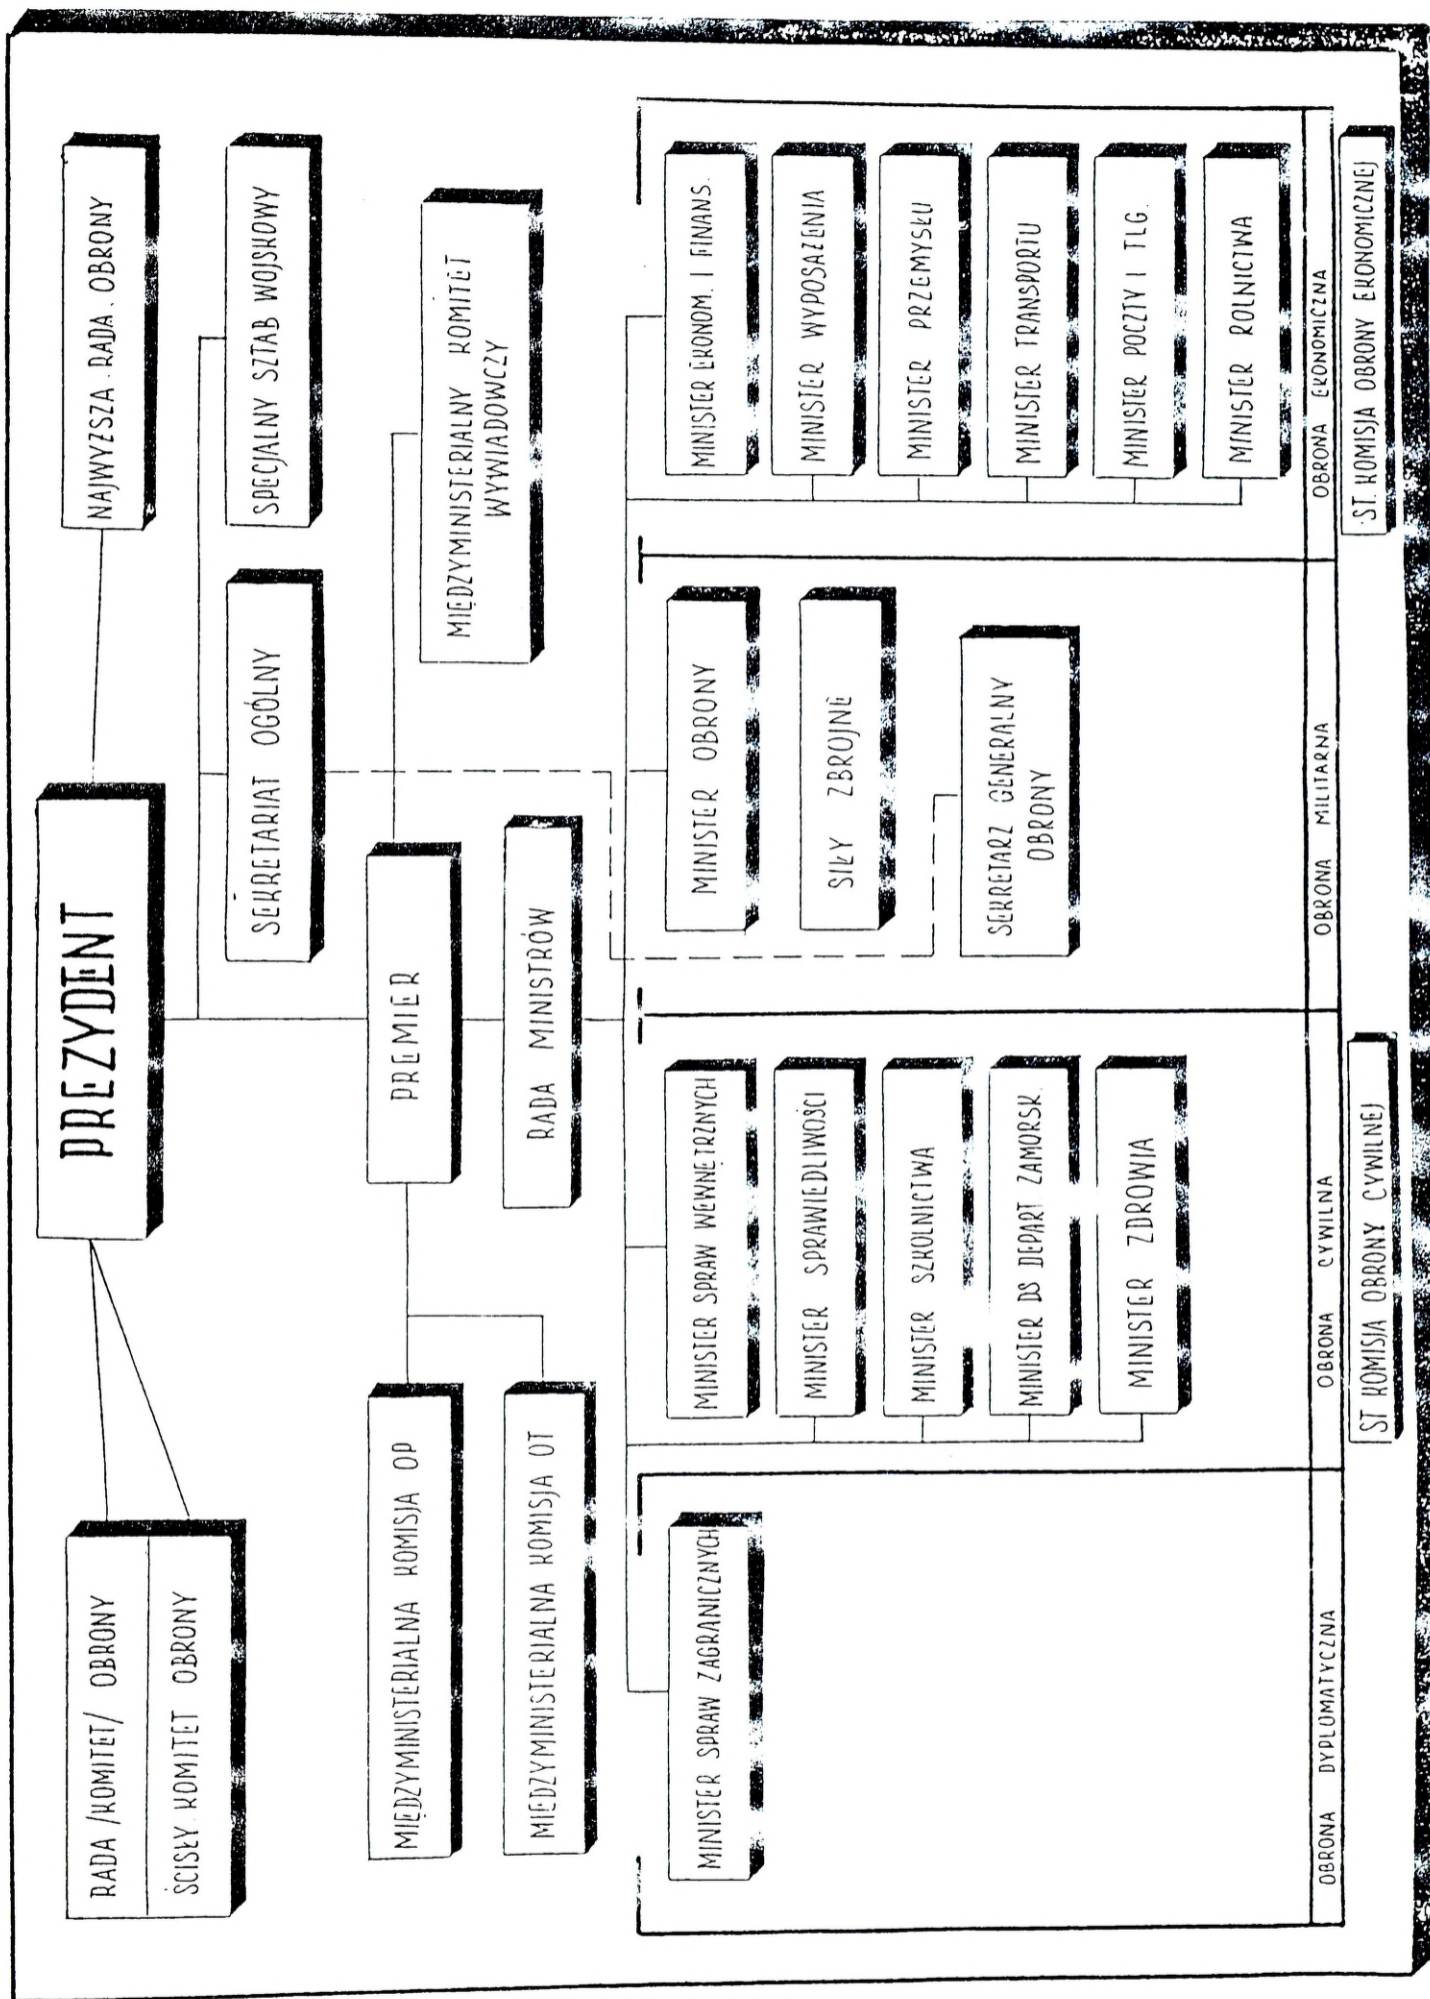 PREZYDENT
RADA /KOMITET/ OBRONY
ŚCISŁY KOMITET OBRONY
NAJWYŻSZA RADA OBRONY
SEKRETARIAT OGÓLNY
SPECJALNY SZTAB WOJSKOWY
PREMIER
MIĘDZYMINISTERIALNA KOMISJA OP
MIĘDZYMINISTERIALNA KOMISJA OT
MIĘDZYMINISTERIALNY KOMITET
WYWIADOWCZY
RADA MINISTRÓW
MINISTER SPRAW ZAGRANICZNYCH
OBRONA DYPLOMATYCZNA
MINISTER SPRAW WEWNĘTRZNYCH
MINISTER SPRAWIEDLIWOŚCI
MINISTER SZKOLNICTWA
MINISTER DS DEPART ZAMORSK.
MINISTER ZDROWIA
OBRONA CYWILNA
ST KOMISJA OBRONY CYWILNEJ
MINISTER OBRONY
SIŁY ZBROJNE
SEKRETARZ GENERALNY
OBRONY
OBRONA MILITARNA
MINISTER EKONOM. I FINANS.
MINISTER WYPOSAŻENIA
MINISTER PRZEMYSŁU
MINISTER TRANSPORTU
MINISTER POCZTY I TLG.
MINISTER ROLNICTWA
OBRONA EKONOMICZNA
ST. KOMISJA OBRONY EKONOMICZNEJ